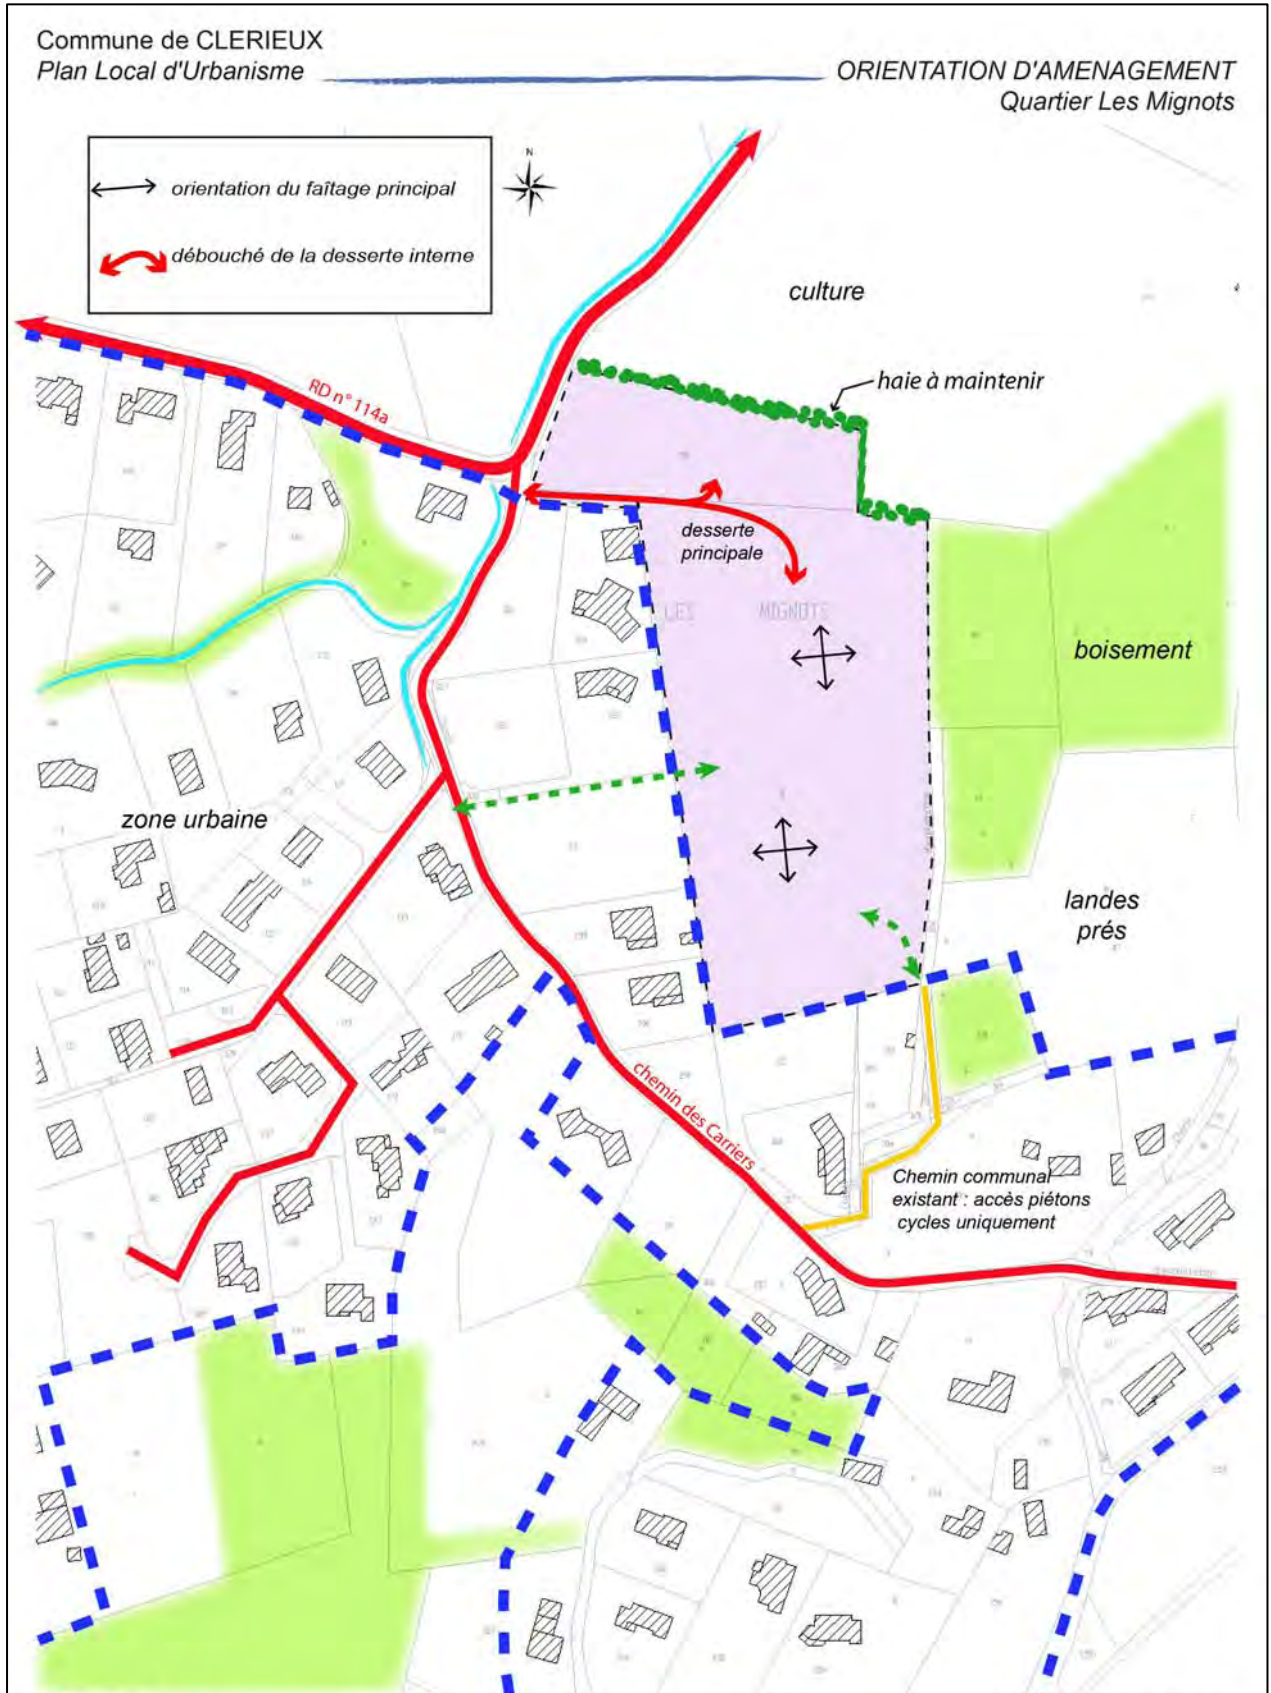 Commune de CLERIEUX
Plan Local d'Urbanisme
ORIENTATION D'AMENAGEMENT
Quartier Les Mignots
N
orientation du faîtage principal
débouché de la desserte interne
culture
haie à maintenir
RD n° 114a
desserte
principale
LES MIGNOTS
boisement
zone urbaine
landes
prés
chemin des Carriers
Chemin communal
existant : accès piétons
cycles uniquement